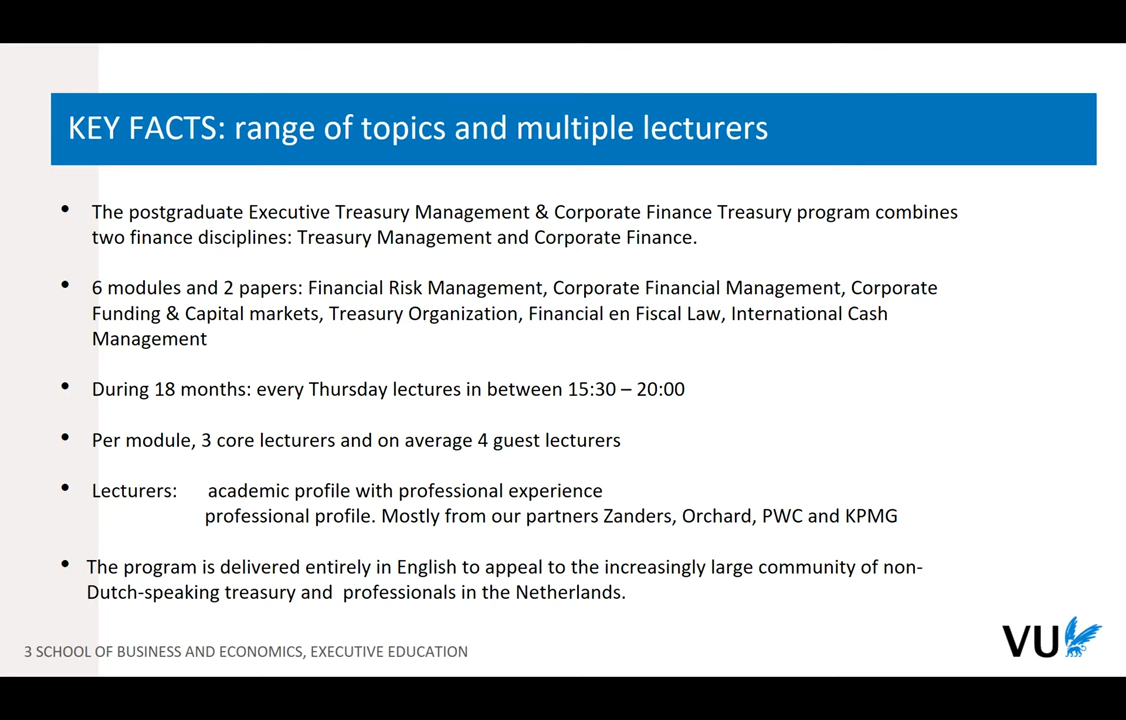 KEY FACTS: range of topics and multiple lecturers
• The postgraduate Executive Treasury Management & Corporate Finance Treasury program combines
two finance disciplines: Treasury Management and Corporate Finance.
• 6 modules and 2 papers: Financial Risk Management, Corporate Financial Management, Corporate
Funding & Capital markets, Treasury Organization, Financial en Fiscal Law, International Cash
Management
• During 18 months: every Thursday lectures in between 15:30 – 20:00
• Per module, 3 core lecturers and on average 4 guest lecturers
• Lecturers: academic profile with professional experience
professional profile. Mostly from our partners Zanders, Orchard, PWC and KPMG
• The program is delivered entirely in English to appeal to the increasingly large community of non-
Dutch-speaking treasury and professionals in the Netherlands.
3 SCHOOL OF BUSINESS AND ECONOMICS, EXECUTIVE EDUCATION
VU